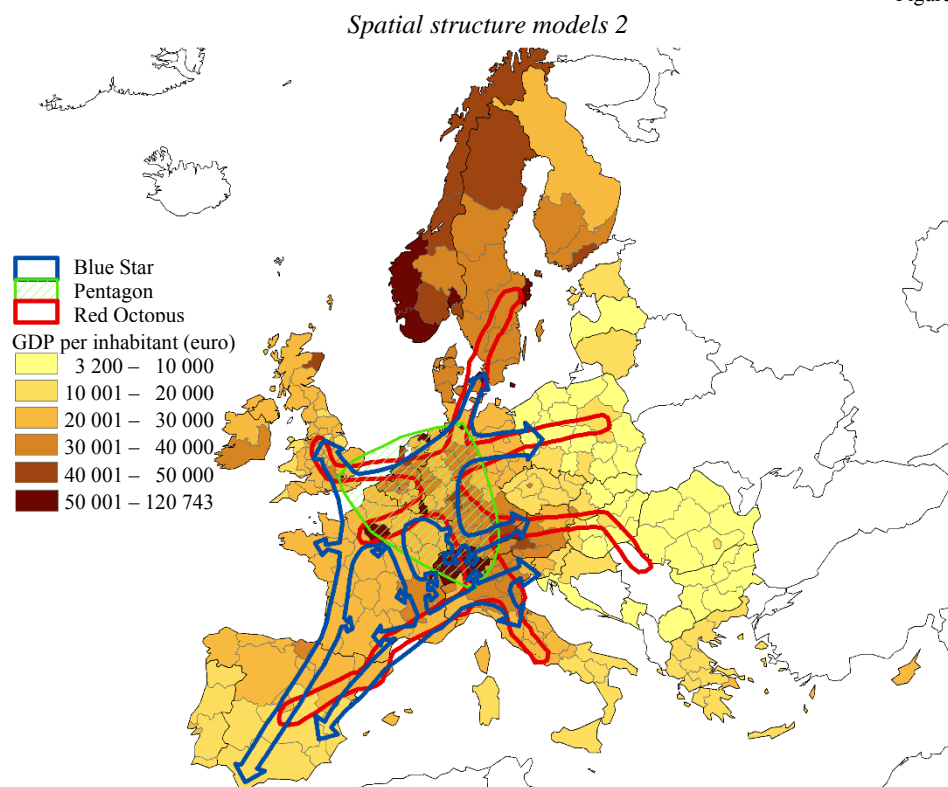 Figure
Spatial structure models 2
Blue Star
Pentagon
Red Octopus
GDP per inhabitant (euro)
3 200 – 10 000
10 001 – 20 000
20 001 – 30 000
30 001 – 40 000
40 001 – 50 000
50 001 – 120 743